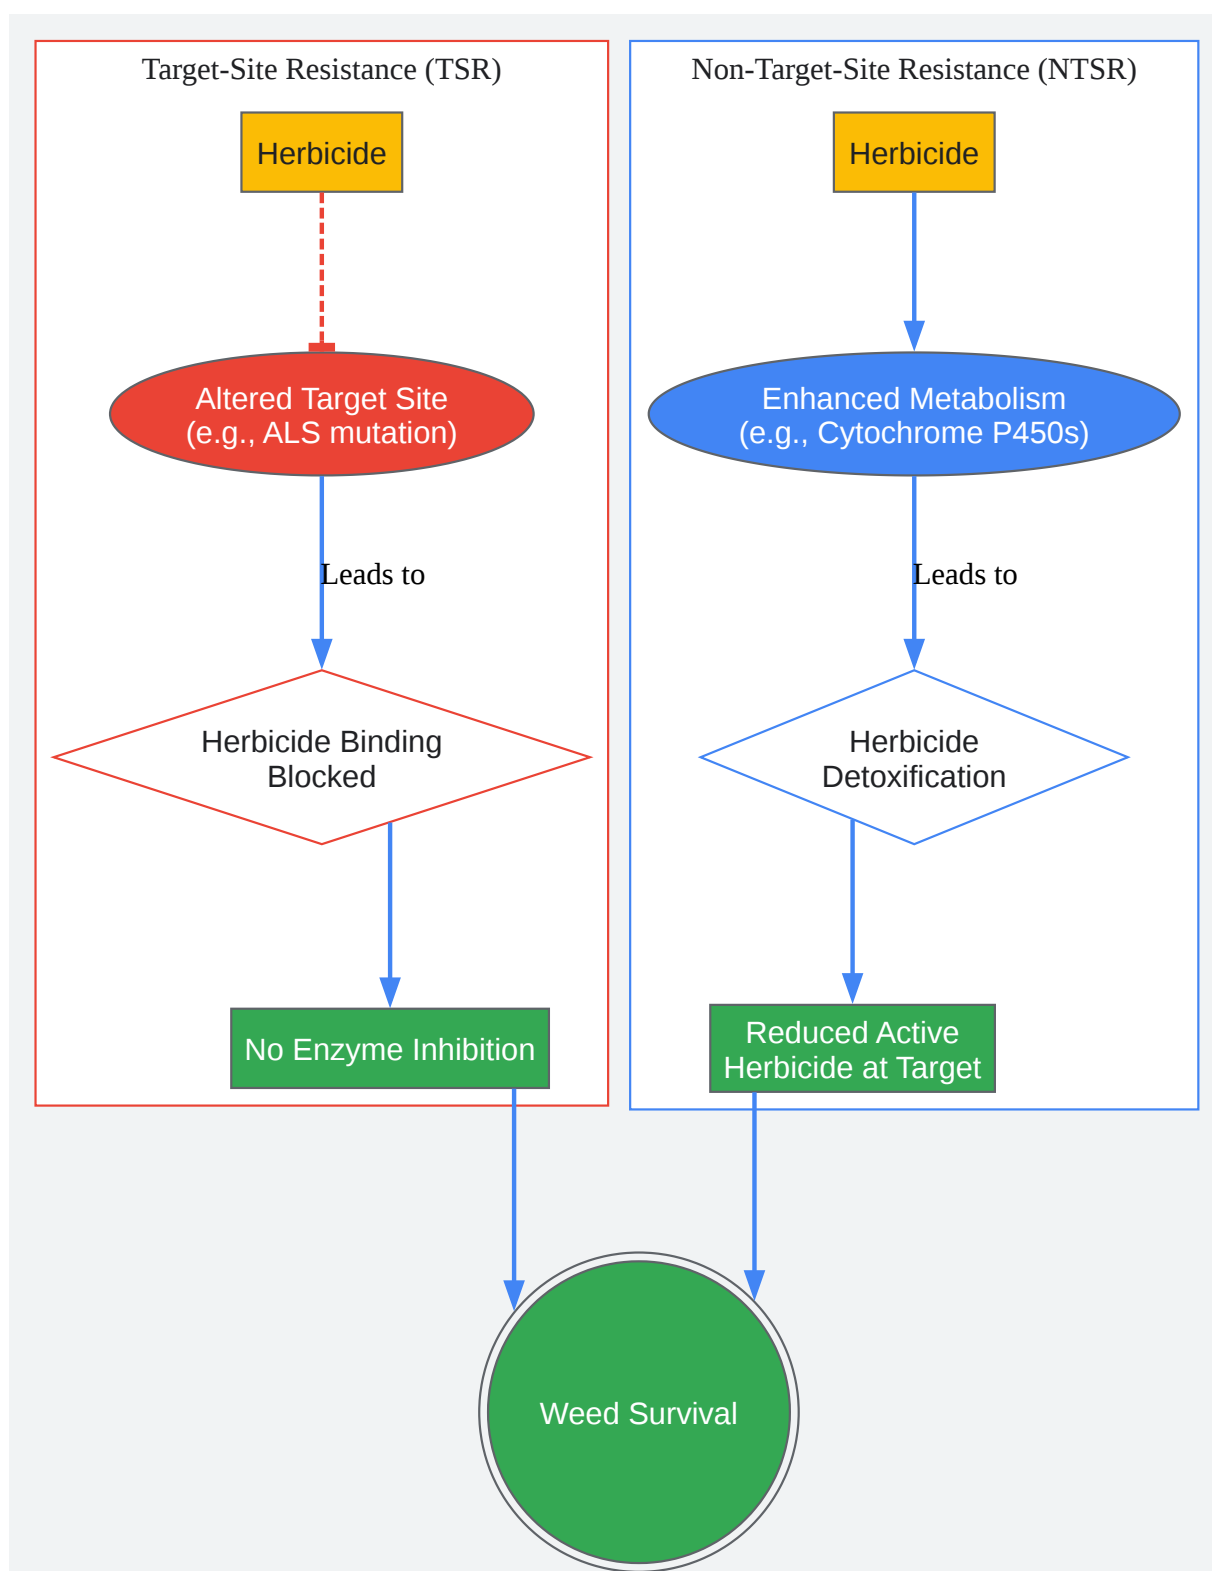 Target-Site Resistance (TSR)
Herbicide
Altered Target Site
(e.g., ALS mutation)
Leads to
Herbicide Binding
Blocked
No Enzyme Inhibition
Non-Target-Site Resistance (NTSR)
Herbicide
Enhanced Metabolism
(e.g., Cytochrome P450s)
Leads to
Herbicide
Detoxification
Reduced Active
Herbicide at Target
Weed Survival